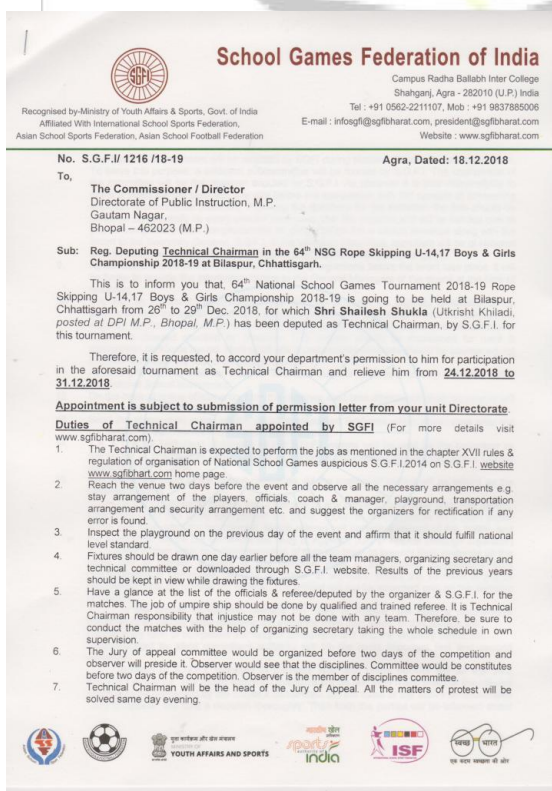 SGFI
School Games Federation of India
Campus Radha Ballabh Inter College
Shahganj, Agra - 282010 (U.P.) India
Tel : +91 0562-2211107, Mob : +91 9837885006
E-mail : infosgfi@sgfibharat.com, president@sgfibharat.com
Website : www.sgfibharat.com
Recognised by-Ministry of Youth Affairs & Sports, Govt. of India
Affiliated With International School Sports Federation,
Asian School Sports Federation, Asian School Football Federation
No. S.G.F.I/ 1216 /18-19
Agra, Dated: 18.12.2018
To,
The Commissioner / Director
Directorate of Public Instruction, M.P.
Gautam Nagar,
Bhopal – 462023 (M.P.)
Sub: Reg. Deputing Technical Chairman in the 64th NSG Rope Skipping U-14,17 Boys & Girls
Championship 2018-19 at Bilaspur, Chhattisgarh.
This is to inform you that, 64th National School Games Tournament 2018-19 Rope
Skipping U-14,17 Boys & Girls Championship 2018-19 is going to be held at Bilaspur,
Chhattisgarh from 26th to 29th Dec. 2018, for which Shri Shailesh Shukla (Utkrisht Khiladi,
posted at DPI M.P., Bhopal, M.P.) has been deputed as Technical Chairman, by S.G.F.I. for
this tournament.
Therefore, it is requested, to accord your department's permission to him for participation
in the aforesaid tournament as Technical Chairman and relieve him from 24.12.2018 to
31.12.2018.
Appointment is subject to submission of permission letter from your unit Directorate.
Duties of Technical Chairman appointed by SGFI (For more details visit
www.sgfibharat.com).
1. The Technical Chairman is expected to perform the jobs as mentioned in the chapter XVII rules &
regulation of organisation of National School Games auspicious S.G.F.I.2014 on S.G.F.I. website
www.sgfibhart.com home page.
2. Reach the venue two days before the event and observe all the necessary arrangements e.g.
stay arrangement of the players, officials, coach & manager, playground, transportation
arrangement and security arrangement etc. and suggest the organizers for rectification if any
error is found.
3. Inspect the playground on the previous day of the event and affirm that it should fulfill national
level standard.
4. Fixtures should be drawn one day earlier before all the team managers, organizing secretary and
technical committee or downloaded through S.G.F.I. website. Results of the previous years
should be kept in view while drawing the fixtures.
5. Have a glance at the list of the officials & referee/deputed by the organizer & S.G.F.I. for the
matches. The job of umpire ship should be done by qualified and trained referee. It is Technical
Chairman responsibility that injustice may not be done with any team. Therefore, be sure to
conduct the matches with the help of organizing secretary taking the whole schedule in own
supervision.
6. The Jury of appeal committee would be organized before two days of the competition and
observer will preside it. Observer would see that the disciplines. Committee would be constitutes
before two days of the competition. Observer is the member of disciplines committee.
7. Technical Chairman will be the head of the Jury of Appeal. All the matters of protest will be
solved same day evening.
युवा कार्यक्रम और खेल मंत्रालय
MINISTRY OF
YOUTH AFFAIRS AND SPORTS
भारतीय खेल
sports
india
ISF
स्वच्छ भारत
एक कदम स्वच्छता की ओर